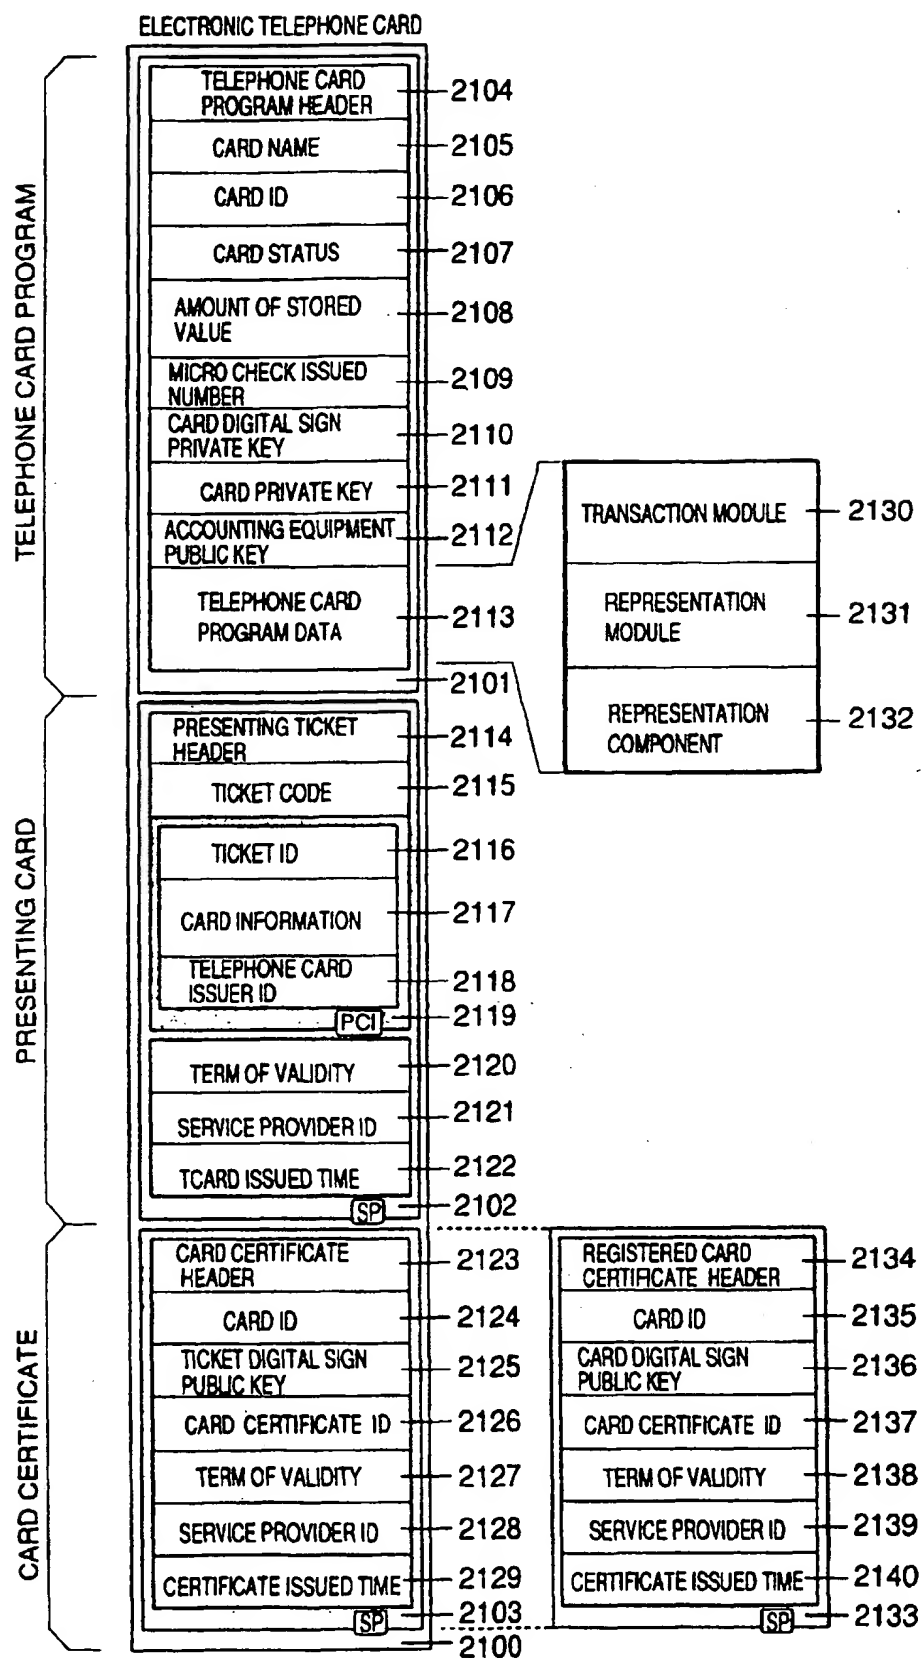 ELECTRONIC TELEPHONE CARD
TELEPHONE CARD PROGRAM
TELEPHONE CARD
PROGRAM HEADER
2104
CARD NAME
2105
CARD ID
2106
CARD STATUS
2107
AMOUNT OF STORED
VALUE
2108
MICRO CHECK ISSUED
NUMBER
2109
CARD DIGITAL SIGN
PRIVATE KEY
2110
CARD PRIVATE KEY
2111
ACCOUNTING EQUIPMENT
PUBLIC KEY
2112
TELEPHONE CARD
PROGRAM DATA
2113
2101
TRANSACTION MODULE
2130
REPRESENTATION
MODULE
2131
REPRESENTATION
COMPONENT
2132
PRESENTING CARD
PRESENTING TICKET
HEADER
2114
TICKET CODE
2115
TICKET ID
2116
CARD INFORMATION
2117
TELEPHONE CARD
ISSUER ID
2118
PCI
2119
TERM OF VALIDITY
2120
SERVICE PROVIDER ID
2121
TCARD ISSUED TIME
2122
SP
2102
CARD CERTIFICATE
CARD CERTIFICATE
HEADER
2123
CARD ID
2124
TICKET DIGITAL SIGN
PUBLIC KEY
2125
CARD CERTIFICATE ID
2126
TERM OF VALIDITY
2127
SERVICE PROVIDER ID
2128
CERTIFICATE ISSUED TIME
2129
SP
2103
2100
REGISTERED CARD
CERTIFICATE HEADER
2134
CARD ID
2135
CARD DIGITAL SIGN
PUBLIC KEY
2136
CARD CERTIFICATE ID
2137
TERM OF VALIDITY
2138
SERVICE PROVIDER ID
2139
CERTIFICATE ISSUED TIME
2140
SP
2133